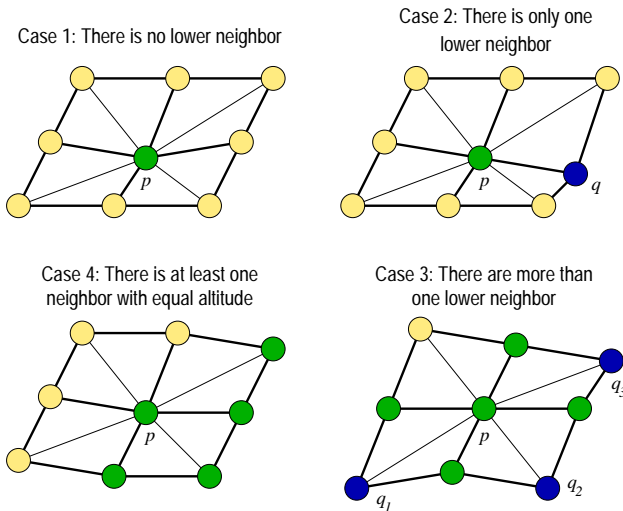 Case 1: There is no lower neighbor
p
Case 2: There is only one
lower neighbor
p
q
Case 4: There is at least one
neighbor with equal altitude
p
Case 3: There are more than
one lower neighbor
q3
p
q2
q1